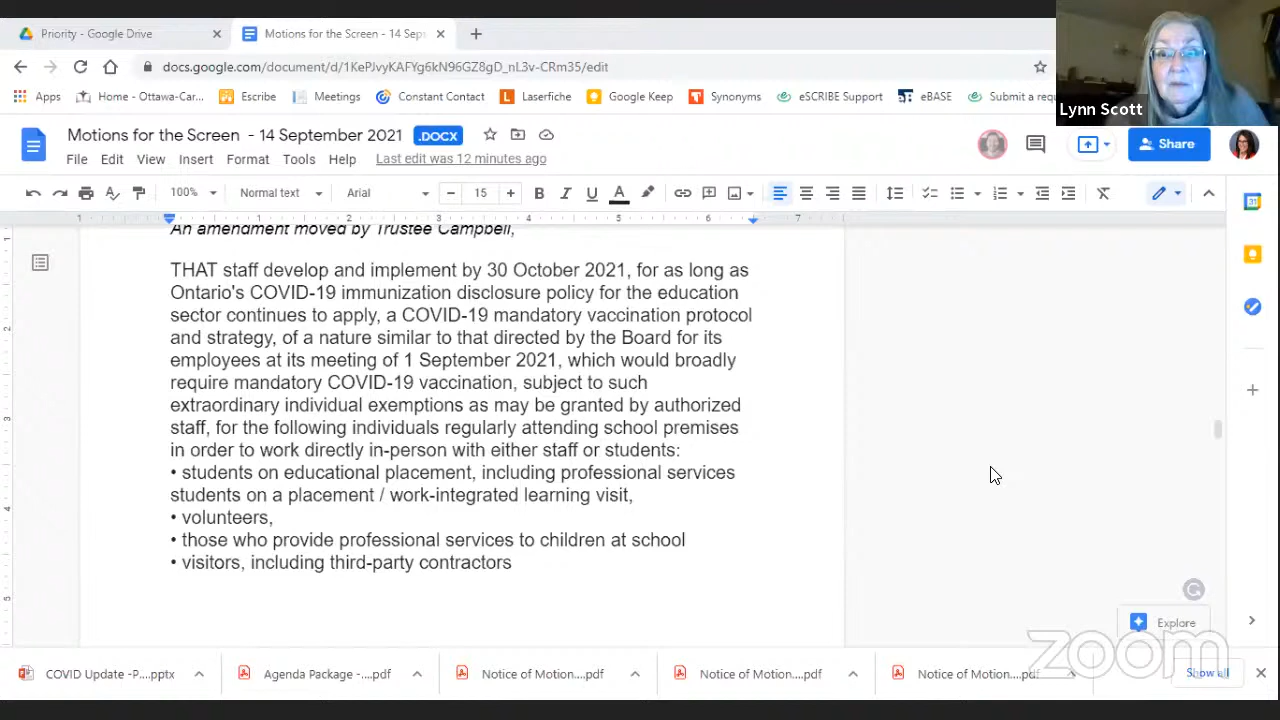 Priority - Google Drive
Motions for the Screen - 14 Sep
docs.google.com/document/d/1KePJvyKAFYg6kN96GZ8gD_nL3v-CRm35/edit
Apps Home - Ottawa-Car... Escribe Meetings Constant Contact Laserfiche Google Keep Synonyms eSCRIBE Support eBASE Submit a requ
Lynn Scott
Motions for the Screen - 14 September 2021 .DOCX
Share
File Edit View Insert Format Tools Help Last edit was 12 minutes ago
100% Normal text Arial 15 B I U A
1 1 2 3 4 5 6 7
An amendment moved by Trustee Campbell,
THAT staff develop and implement by 30 October 2021, for as long as
Ontario's COVID-19 immunization disclosure policy for the education
sector continues to apply, a COVID-19 mandatory vaccination protocol
and strategy, of a nature similar to that directed by the Board for its
employees at its meeting of 1 September 2021, which would broadly
require mandatory COVID-19 vaccination, subject to such
extraordinary individual exemptions as may be granted by authorized
staff, for the following individuals regularly attending school premises
in order to work directly in-person with either staff or students:
• students on educational placement, including professional services
students on a placement / work-integrated learning visit,
• volunteers,
• those who provide professional services to children at school
• visitors, including third-party contractors
Explore
zoom
COVID Update -P....pptx Agenda Package -....pdf Notice of Motion....pdf Notice of Motion....pdf Notice of Motion....pdf Show all